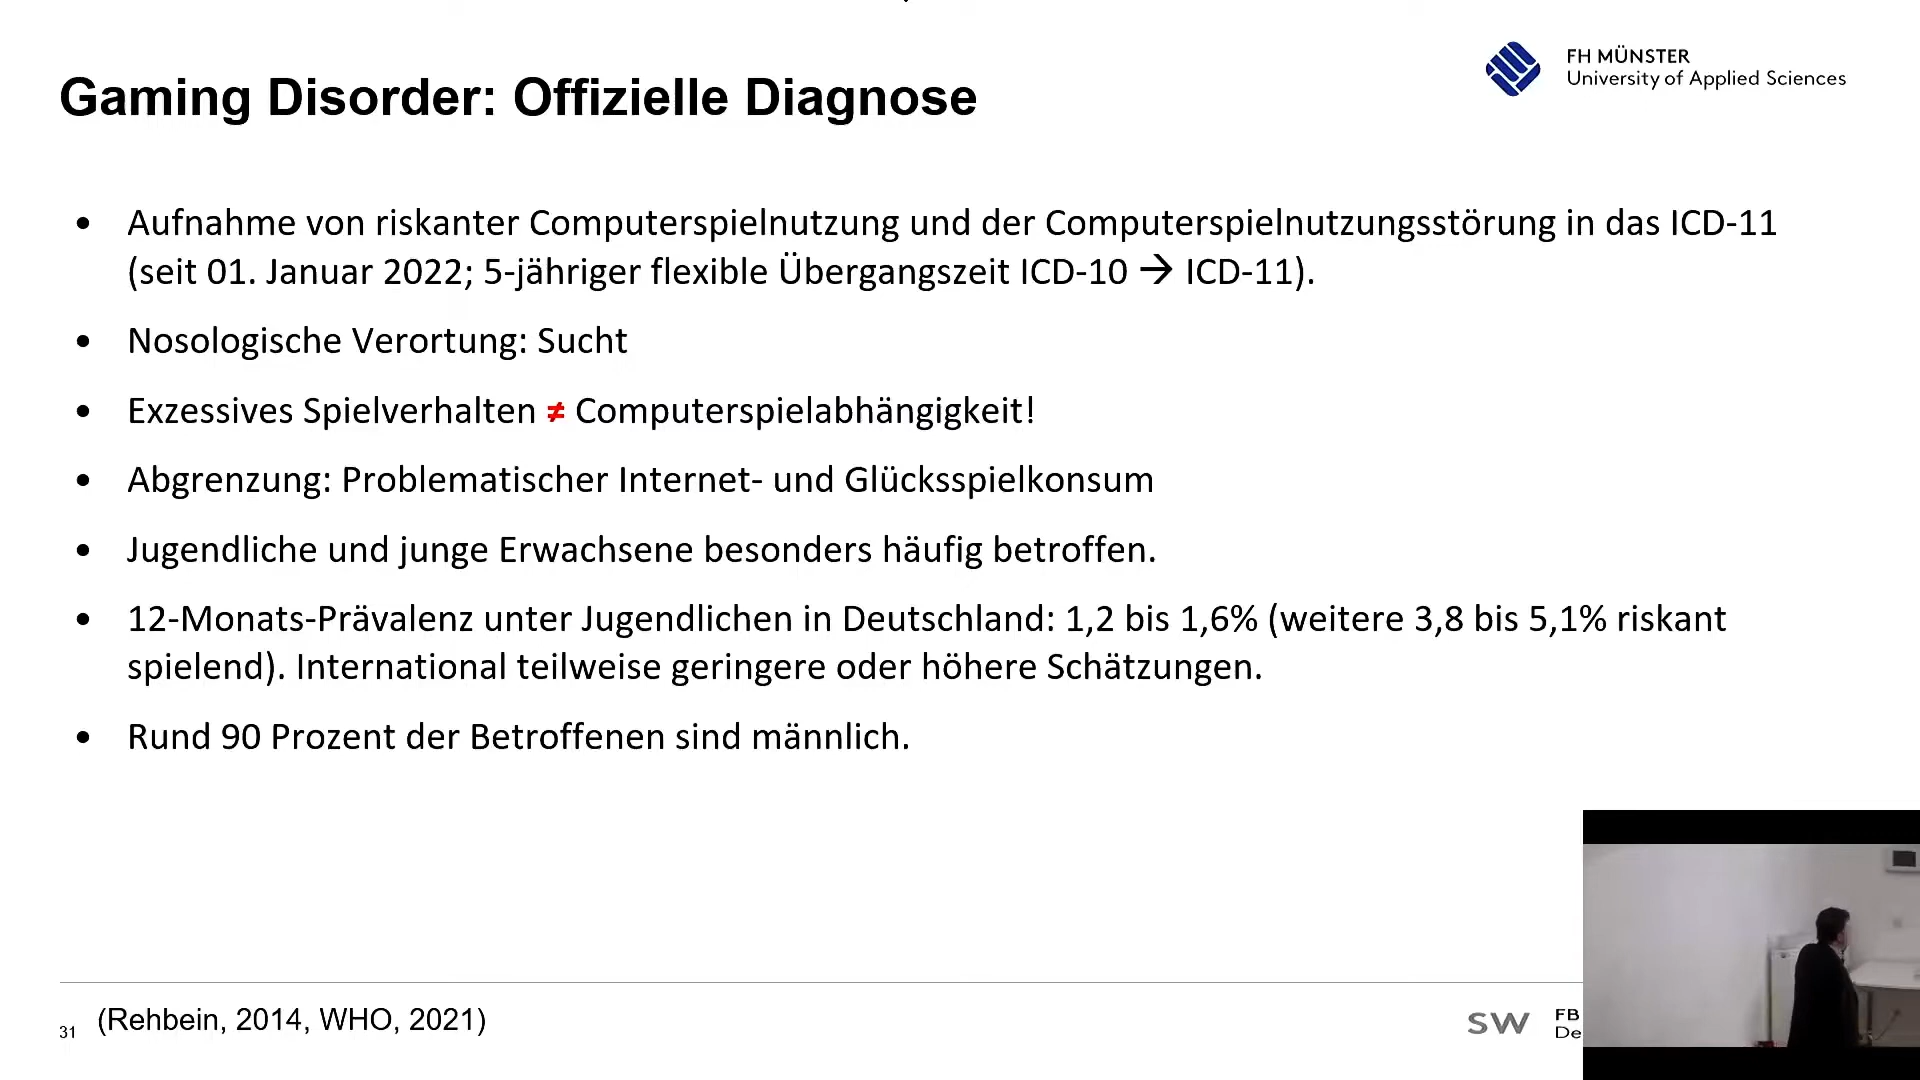 FH MÜNSTER
University of Applied Sciences
Gaming Disorder: Offizielle Diagnose
• Aufnahme von riskanter Computerspielnutzung und der Computerspielnutzungsstörung in das ICD-11
(seit 01. Januar 2022; 5-jähriger flexible Übergangszeit ICD-10 → ICD-11).
• Nosologische Verortung: Sucht
• Exzessives Spielverhalten ≠ Computerspielabhängigkeit!
• Abgrenzung: Problematischer Internet- und Glücksspielkonsum
• Jugendliche und junge Erwachsene besonders häufig betroffen.
• 12-Monats-Prävalenz unter Jugendlichen in Deutschland: 1,2 bis 1,6% (weitere 3,8 bis 5,1% riskant
spielend). International teilweise geringere oder höhere Schätzungen.
• Rund 90 Prozent der Betroffenen sind männlich.
31 (Rehbein, 2014, WHO, 2021)
SW FB
De